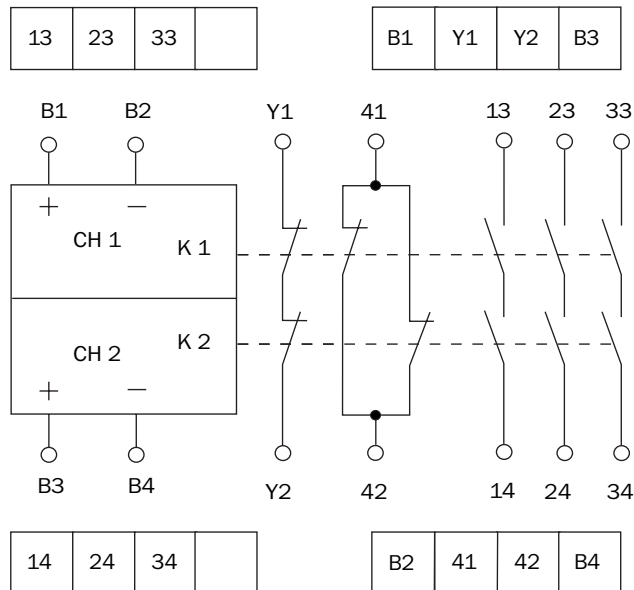 13 23 33 B1 Y1 Y2 B3
B1 B2 Y1 41 13 23 33
+ −
CH 1 K 1
CH 2 K 2
+ −
B3 B4 Y2 42 14 24 34
14 24 34 B2 41 42 B4